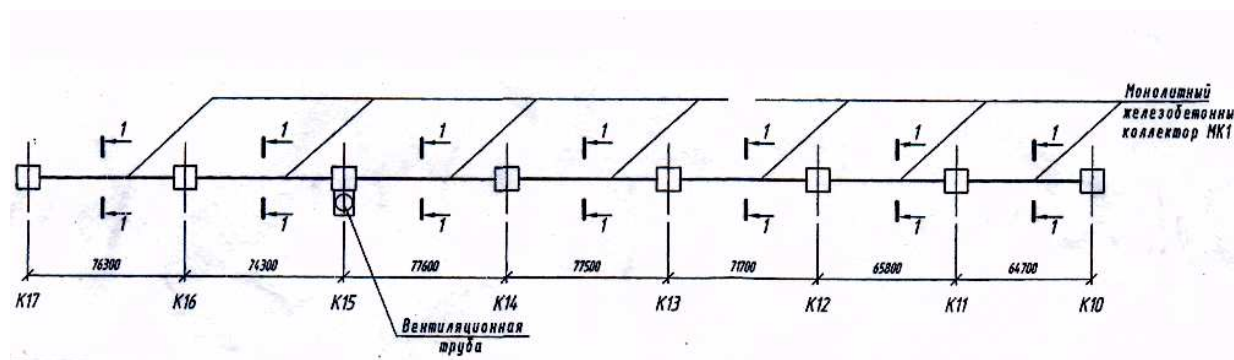 Монолитный
железобетонны
коллектор МК1
1 1 1 1 1 1 1
1 1 1 1 1 1 1
76300 74300 77600 77500 71700 65800 64700
К17 К16 К15 К14 К13 К12 К11 К10
Вентиляционная
труба